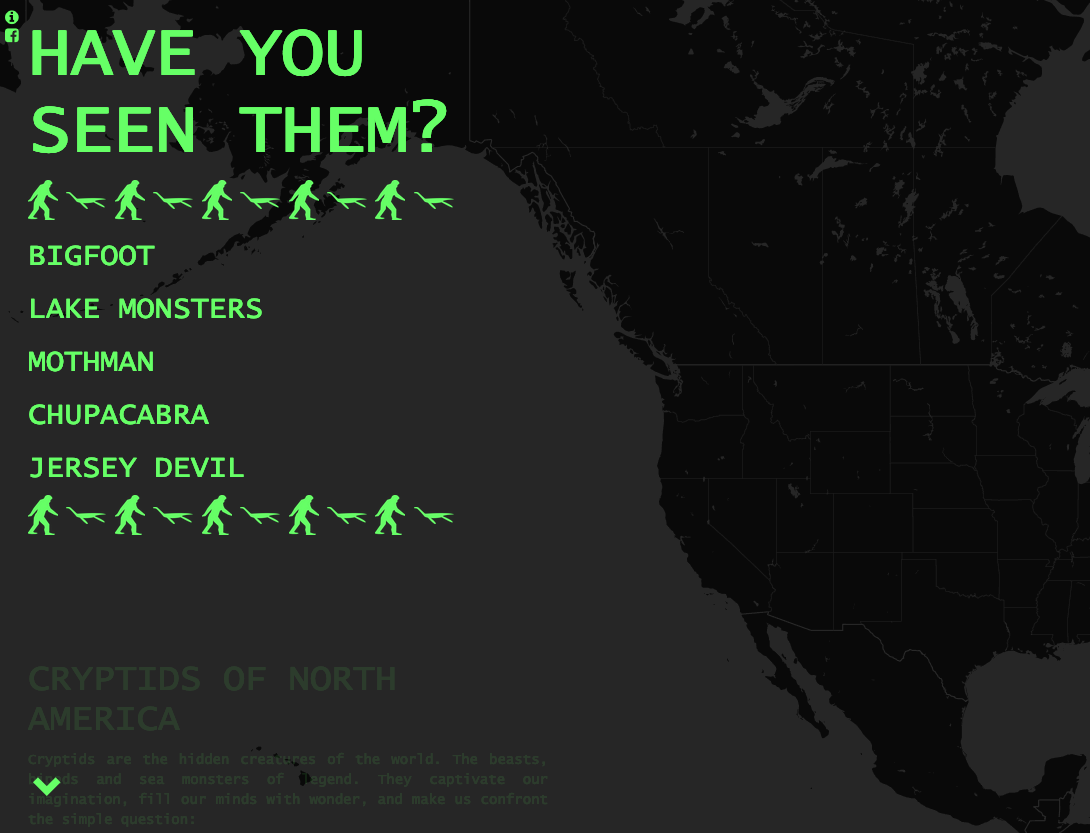 HAVE YOU
SEEN THEM?
BIGFOOT
LAKE MONSTERS
MOTHMAN
CHUPACABRA
JERSEY DEVIL
CRYPTIDS OF NORTH
AMERICA
Cryptids are the hidden creatures of the world. The beasts,
and sea monsters of legend. They captivate our
imagination, fill our minds with wonder, and make us confront
the simple question: